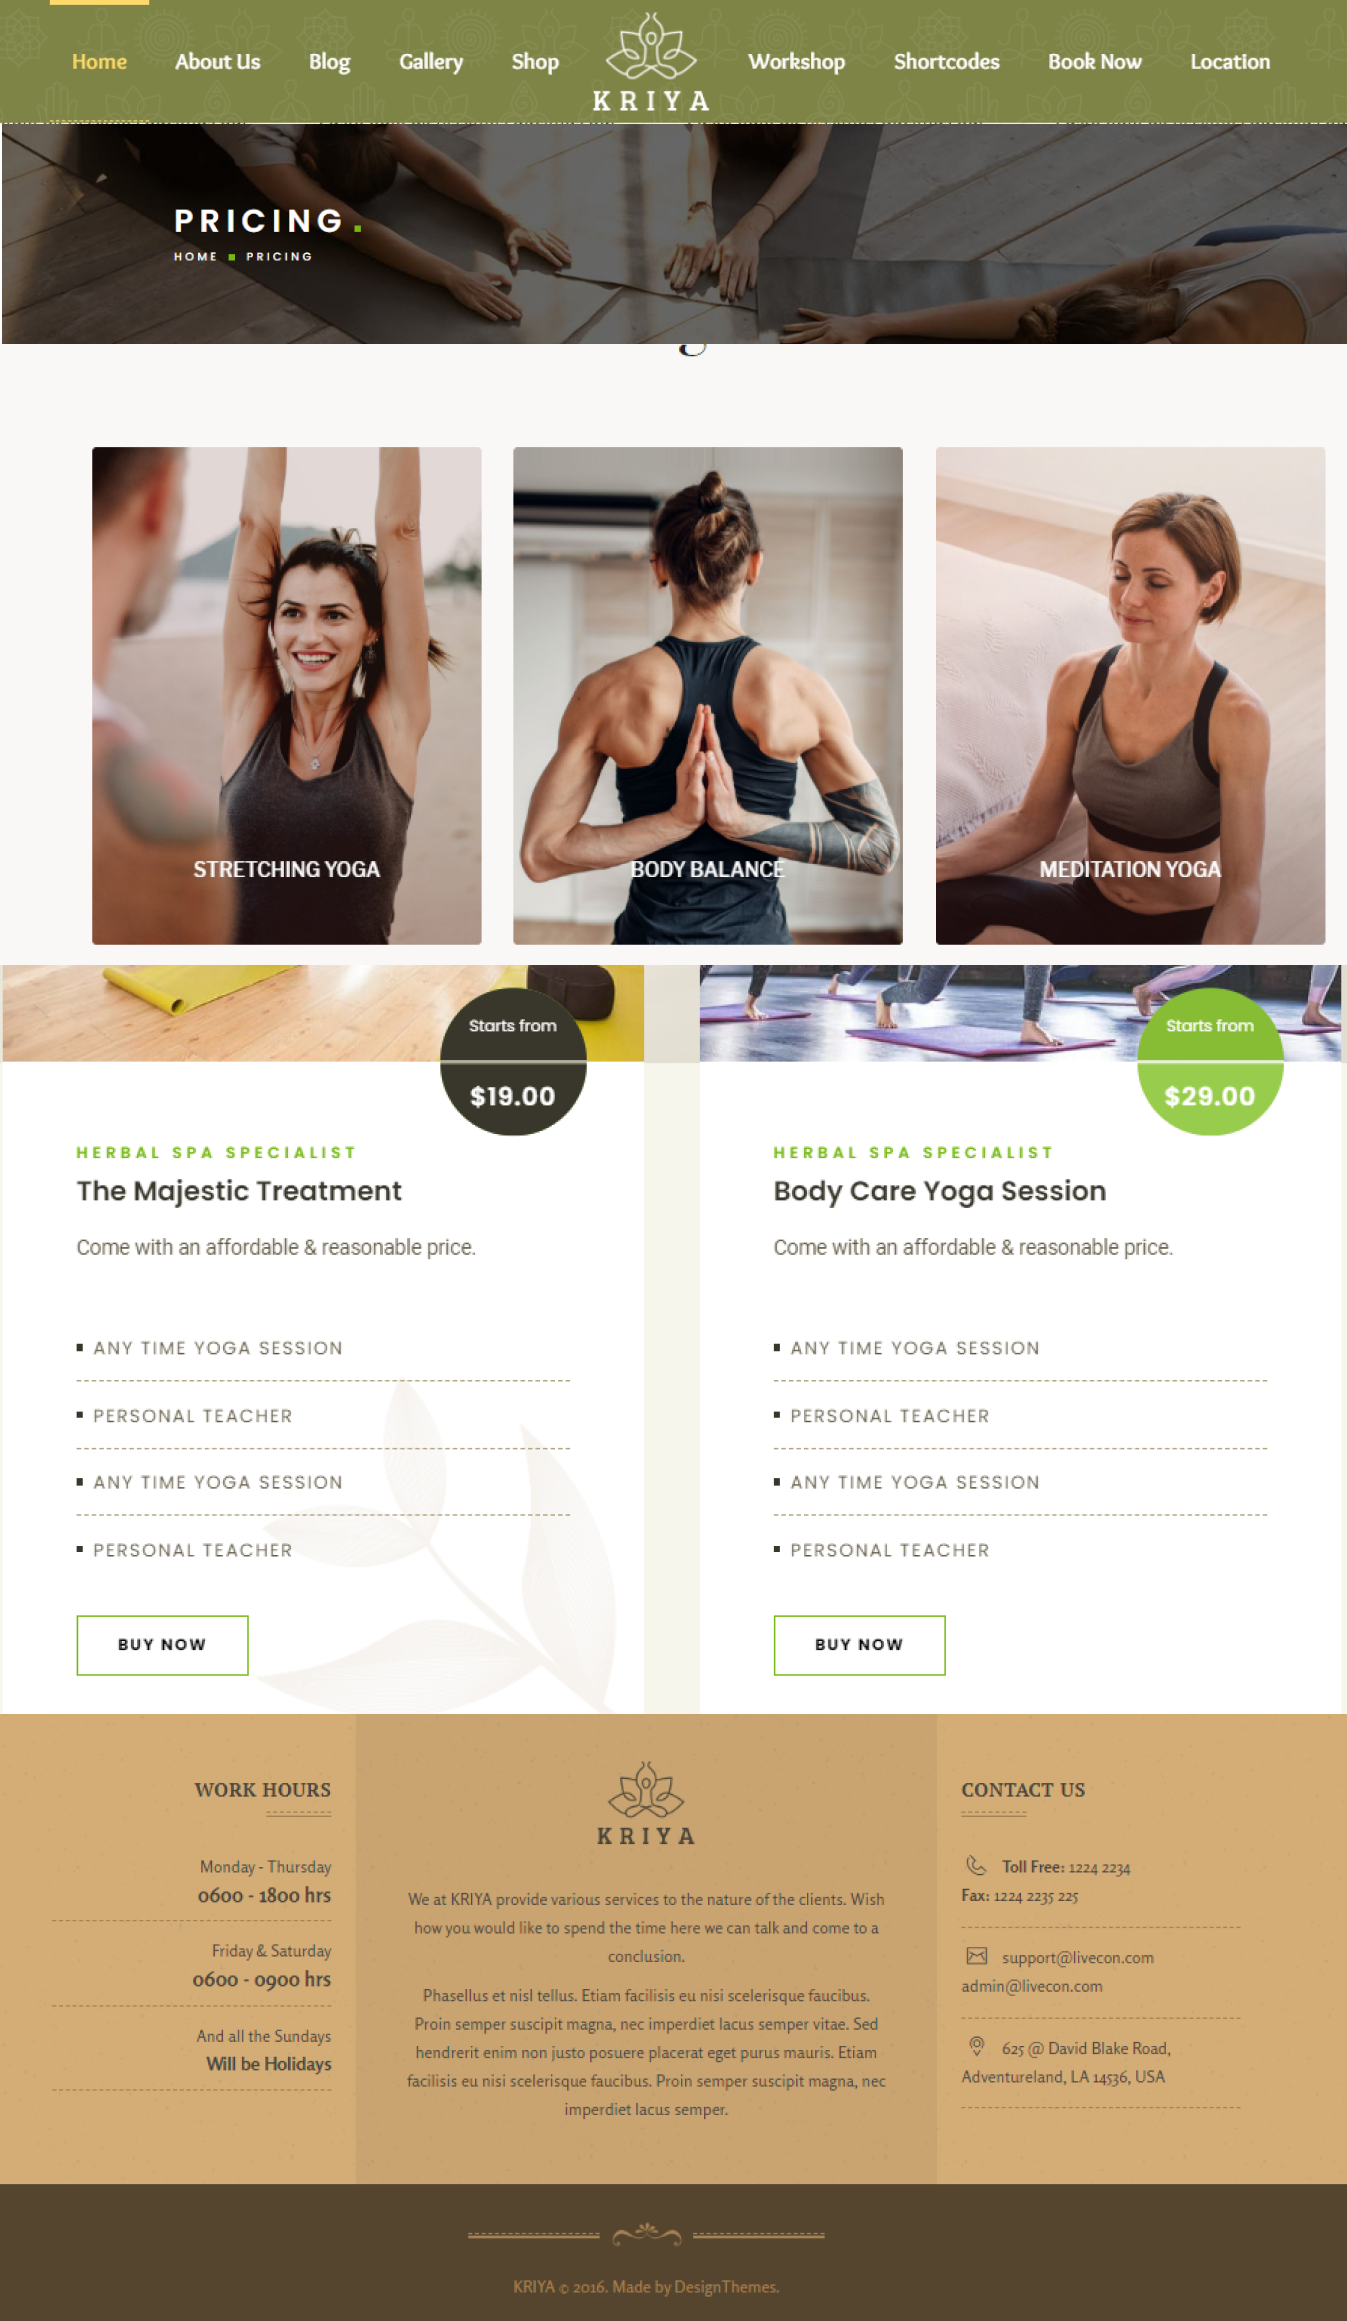 Home About Us Blog Gallery Shop KRIYA Workshop Shortcodes Book Now Location
PRICING.
HOME PRICING
STRETCHING YOGA
BODY BALANCE
MEDITATION YOGA
Starts from
$19.00
HERBAL SPA SPECIALIST
The Majestic Treatment
Come with an affordable & reasonable price.
ANY TIME YOGA SESSION
PERSONAL TEACHER
ANY TIME YOGA SESSION
PERSONAL TEACHER
BUY NOW
Starts from
$29.00
HERBAL SPA SPECIALIST
Body Care Yoga Session
Come with an affordable & reasonable price.
ANY TIME YOGA SESSION
PERSONAL TEACHER
ANY TIME YOGA SESSION
PERSONAL TEACHER
BUY NOW
WORK HOURS
Monday - Thursday
0600 - 1800 hrs
Friday & Saturday
0600 - 0900 hrs
And all the Sundays
Will be Holidays
KRIYA
We at KRIYA provide various services to the nature of the clients. Wish
how you would like to spend the time here we can talk and come to a
conclusion.
Phasellus et nisl tellus. Etiam facilisis eu nisi scelerisque faucibus.
Proin semper suscipit magna, nec imperdiet lacus semper vitae. Sed
hendrerit enim non justo posuere placerat eget purus mauris. Etiam
facilisis eu nisi scelerisque faucibus. Proin semper suscipit magna, nec
imperdiet lacus semper.
CONTACT US
Toll Free: 1224 2234
Fax: 1224 2235 225
support@livecon.com
admin@livecon.com
625 @ David Blake Road,
Adventureland, LA 14536, USA
KRIYA © 2016. Made by DesignThemes.